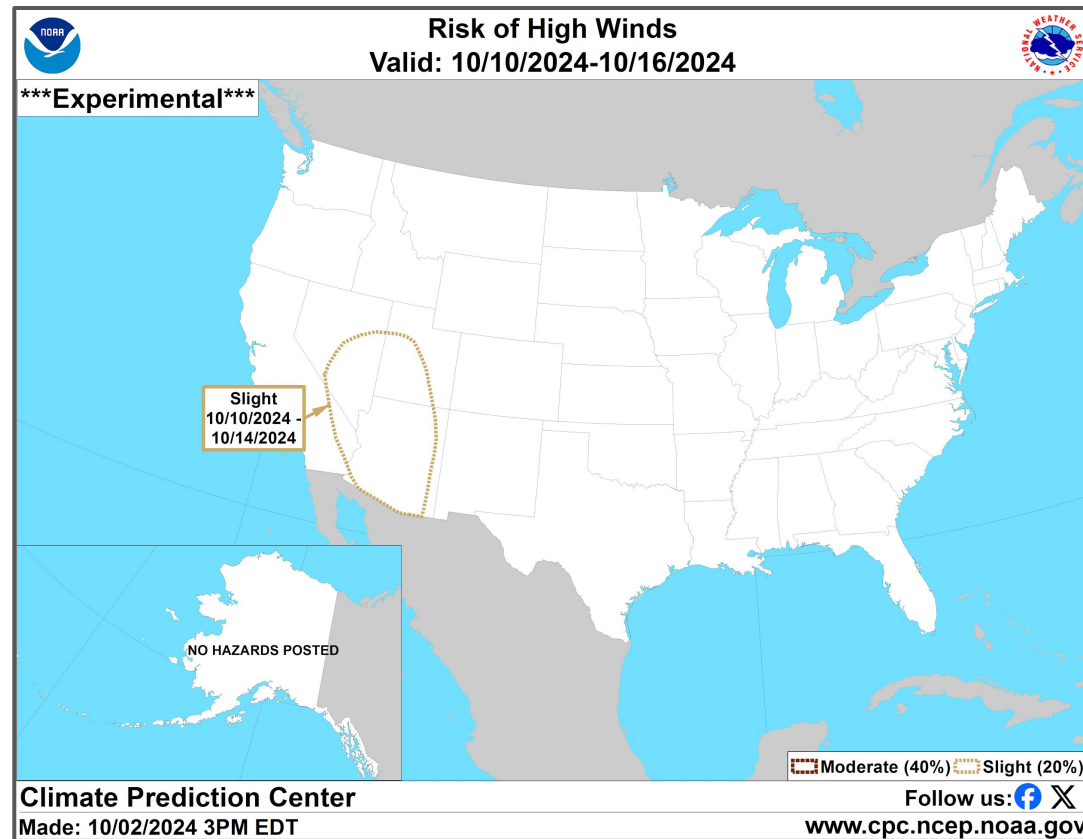 NOAA
Risk of High Winds
Valid: 10/10/2024-10/16/2024
NATIONAL WEATHER SERVICE
***Experimental***
Slight
10/10/2024 -
10/14/2024
NO HAZARDS POSTED
Moderate (40%) Slight (20%)
Climate Prediction Center
Follow us:
Made: 10/02/2024 3PM EDT
www.cpc.ncep.noaa.gov